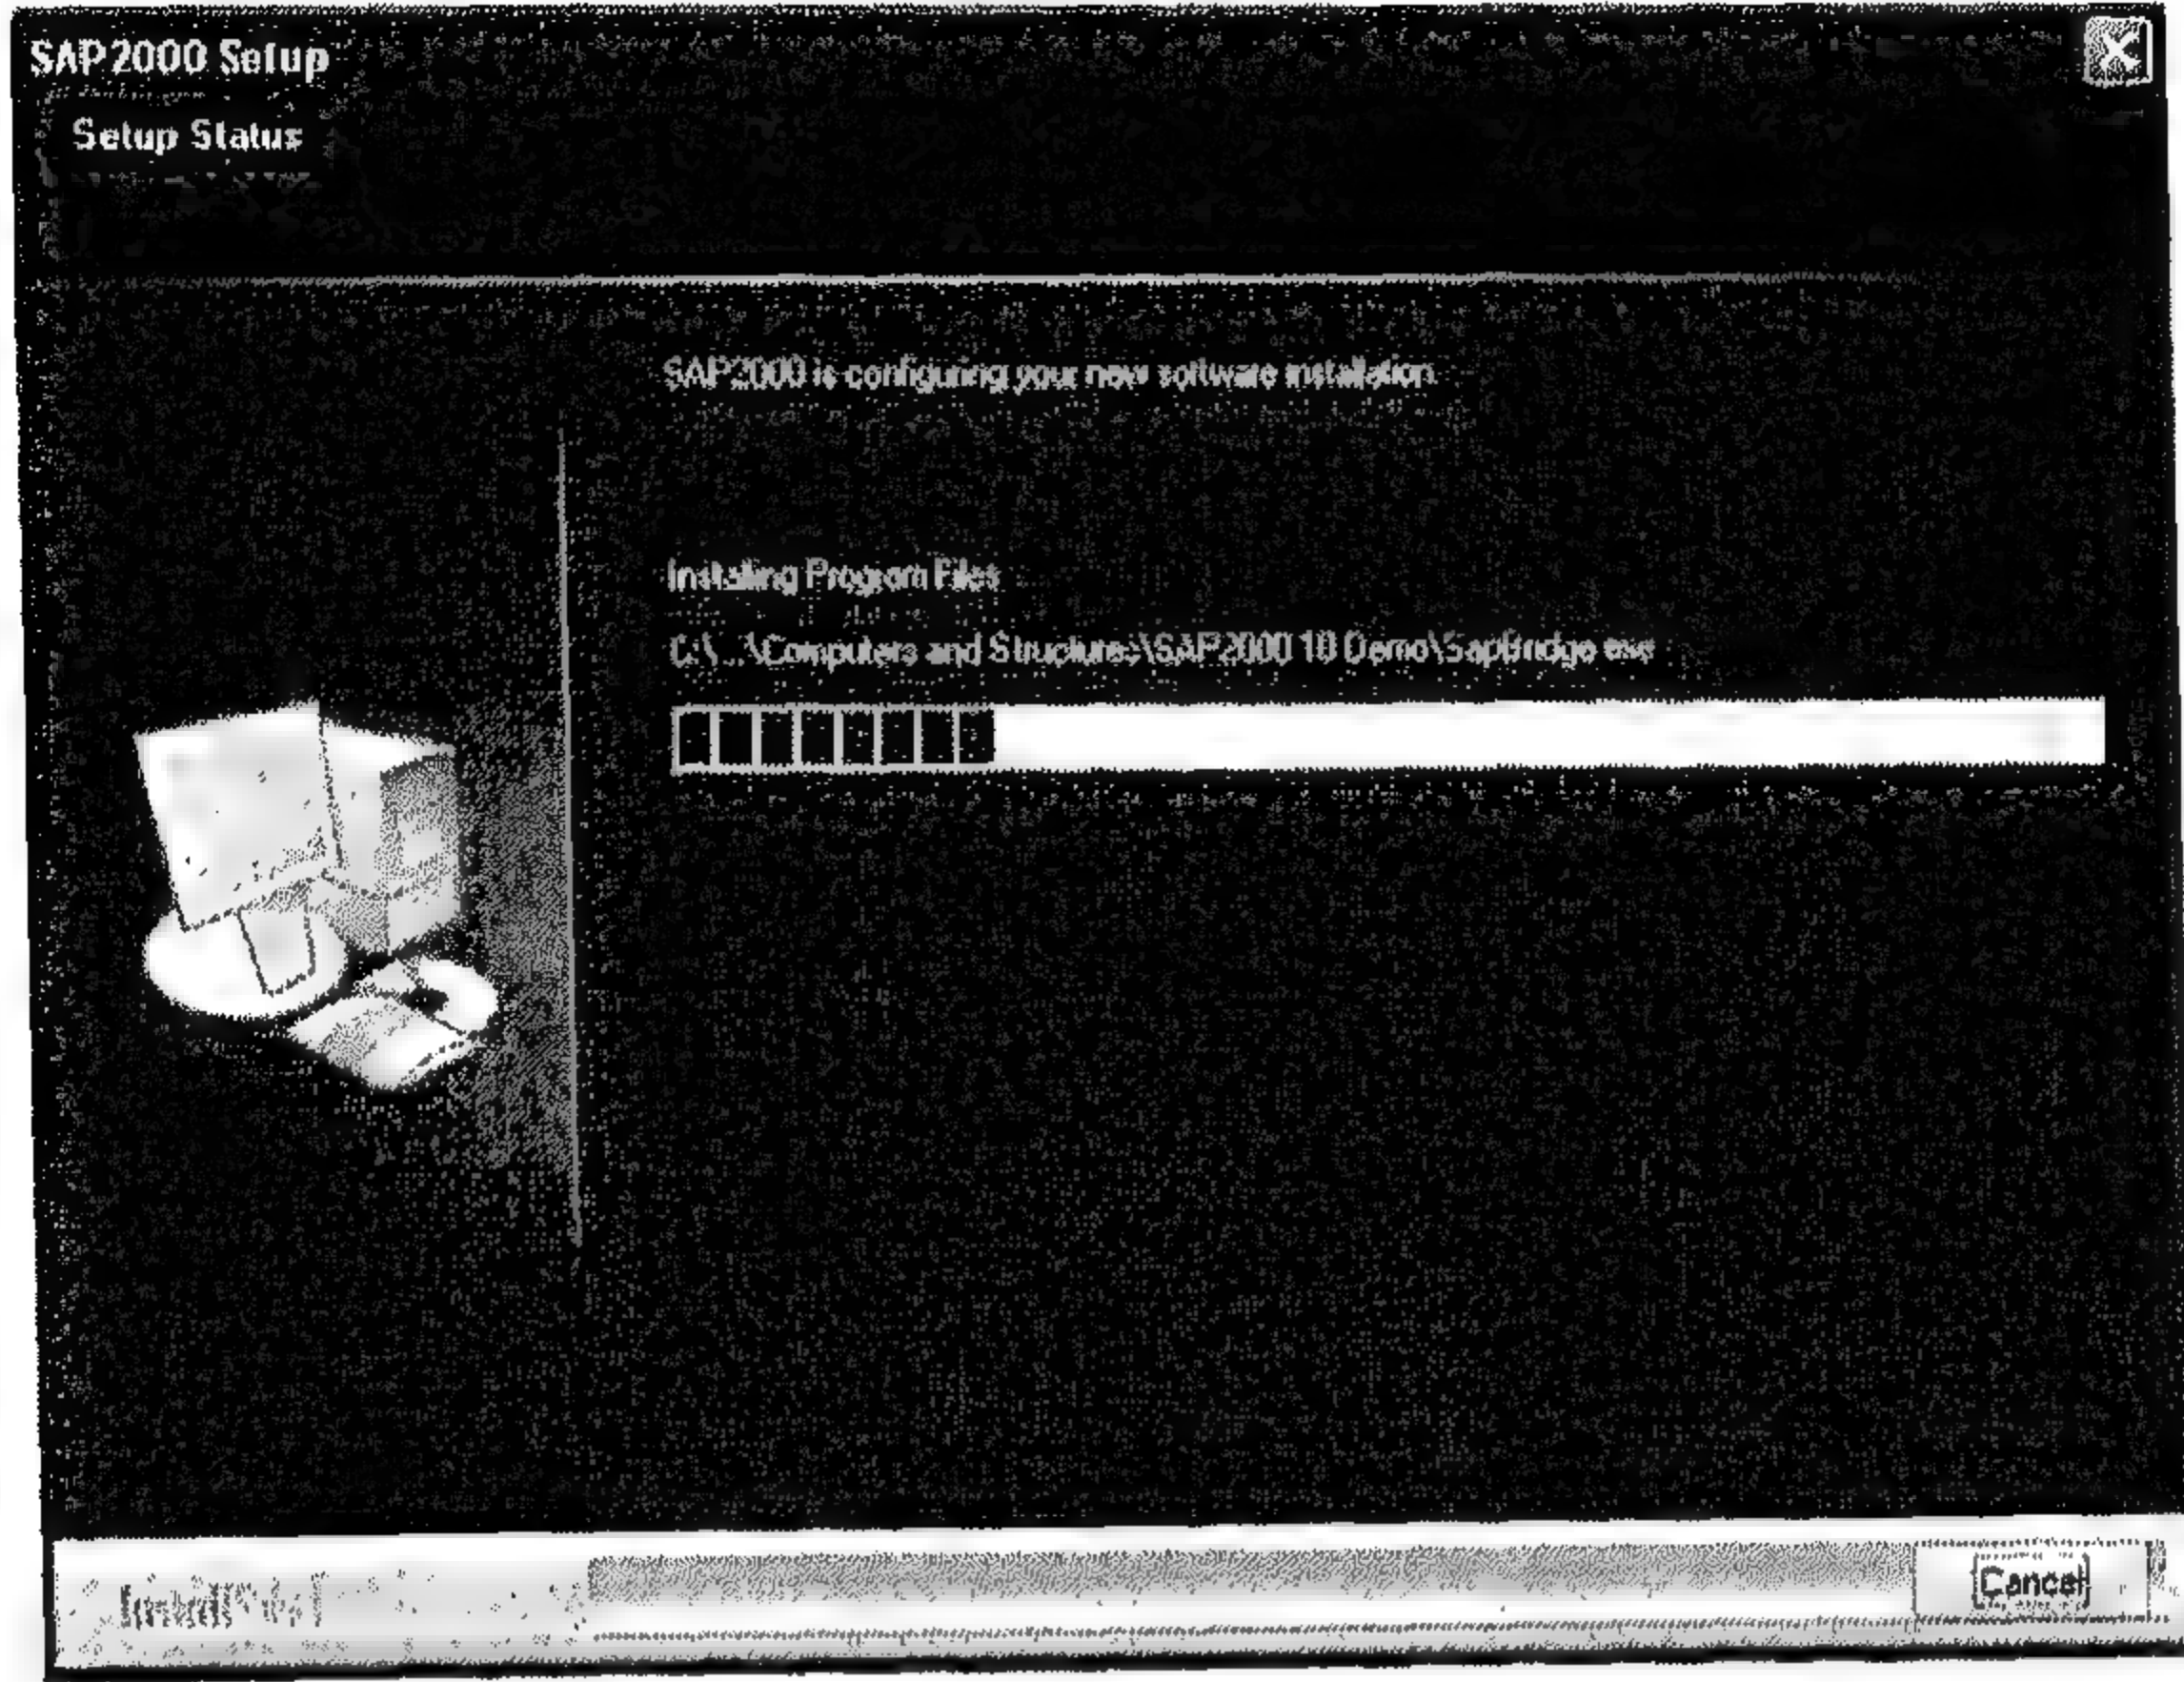 SAP2000 Setup
Setup Status
SAP2000 is configuring your new software installation.
Installing Program Files
C:\...\Computers and Structures\SAP2000 10 Demo\SapBridge.exe
Cancel